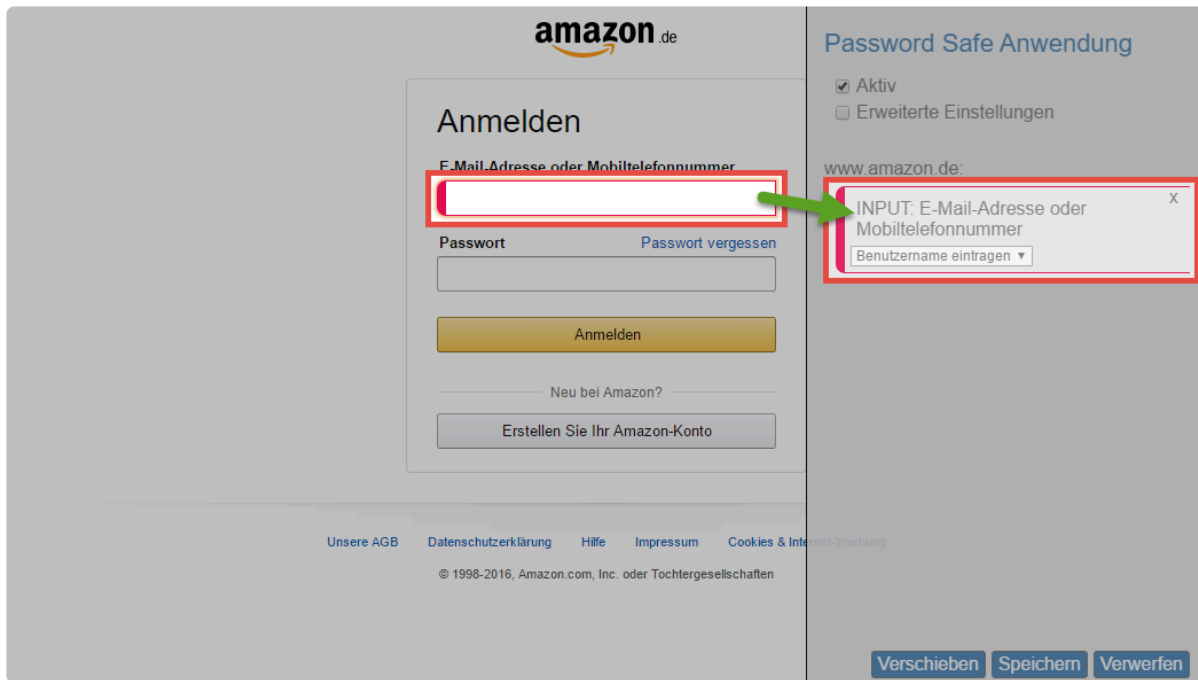 amazon.de
Anmelden
E-Mail-Adresse oder Mobiltelefonnummer
Passwort Passwort vergessen
Anmelden
Neu bei Amazon?
Erstellen Sie Ihr Amazon-Konto
Unsere AGB Datenschutzerklärung Hilfe Impressum Cookies & Internet-Werbung
© 1998-2016, Amazon.com, Inc. oder Tochtergesellschaften
Password Safe Anwendung
Aktiv
Erweiterte Einstellungen
www.amazon.de:
INPUT: E-Mail-Adresse oder X
Mobiltelefonnummer
Benutzername eintragen ▼
Verschieben Speichern Verwerfen